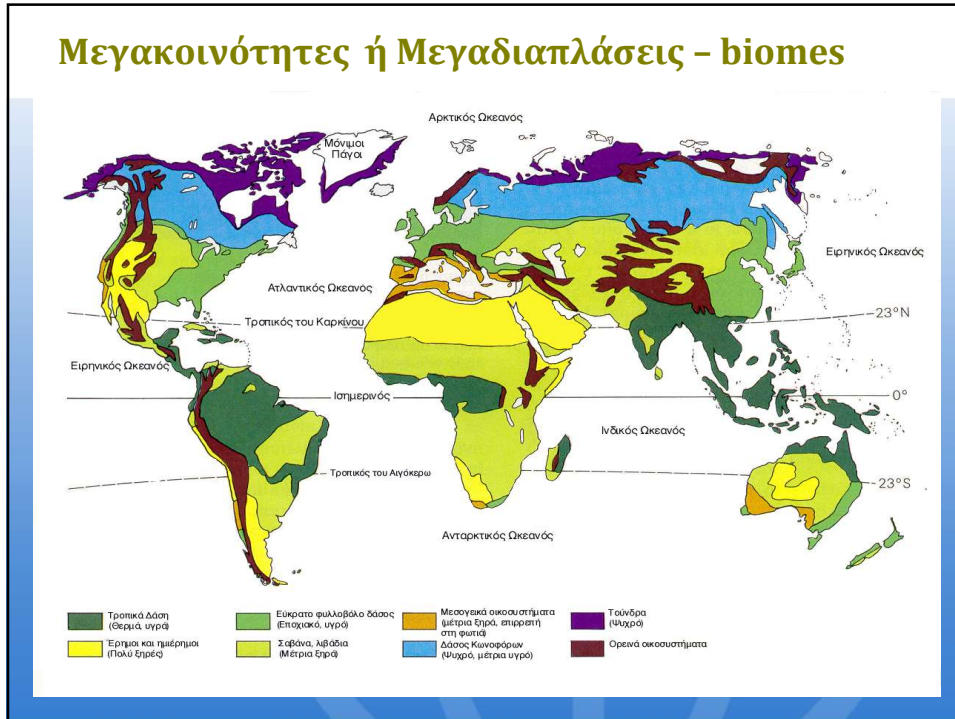 Μεγακοινότητες ή Μεγαδιαπλάσεις – biomes
Αρκτικός Ωκεανός
Μόνιμοι
Πάγοι
Ειρηνικός Ωκεανός
Ατλαντικός Ωκεανός
Τροπικός του Καρκίνου
23°N
Ειρηνικός Ωκεανός
Ισημερινός
0°
Ινδικός Ωκεανός
Τροπικός του Αιγόκερω
23°S
Ανταρκτικός Ωκεανός
Τροπικά Δάση
(Θερμά, υγρά)
Εύκρατο φυλλοβόλο δάσος
(Εποχιακό, υγρό)
Μεσογεικά οικοσυστήματα
(μέτρια ξηρά, επιρρεπή
στη φωτιά)
Τούνδρα
(Ψυχρό)
Έρημοι και ημιέρημοι
(Πολύ ξηρές)
Σαβάνα, λιβάδια
(Μέτρια ξηρά)
Δάσος Κωνοφόρων
(Ψυχρό, μέτρια υγρό)
Ορεινά οικοσυστήματα